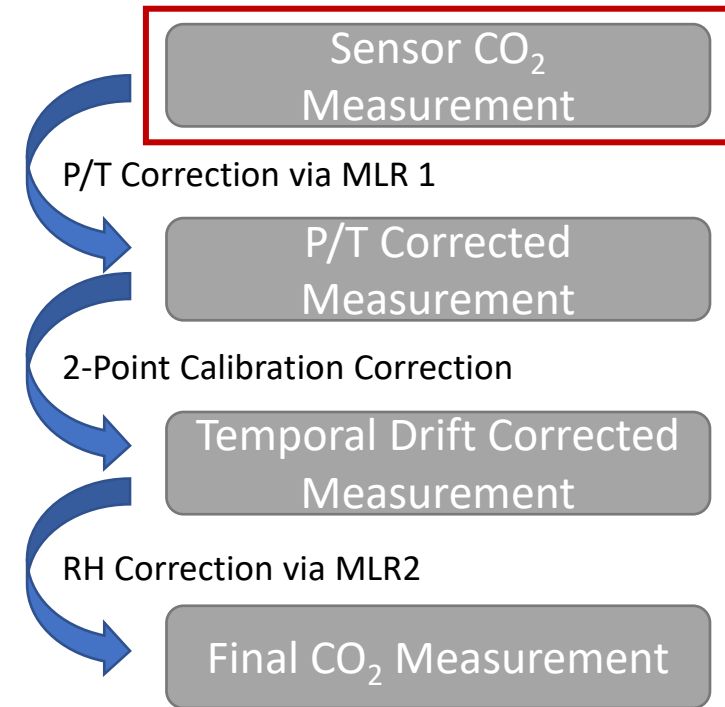 Sensor CO₂
Measurement
P/T Correction via MLR 1
P/T Corrected
Measurement
2-Point Calibration Correction
Temporal Drift Corrected
Measurement
RH Correction via MLR2
Final CO₂ Measurement